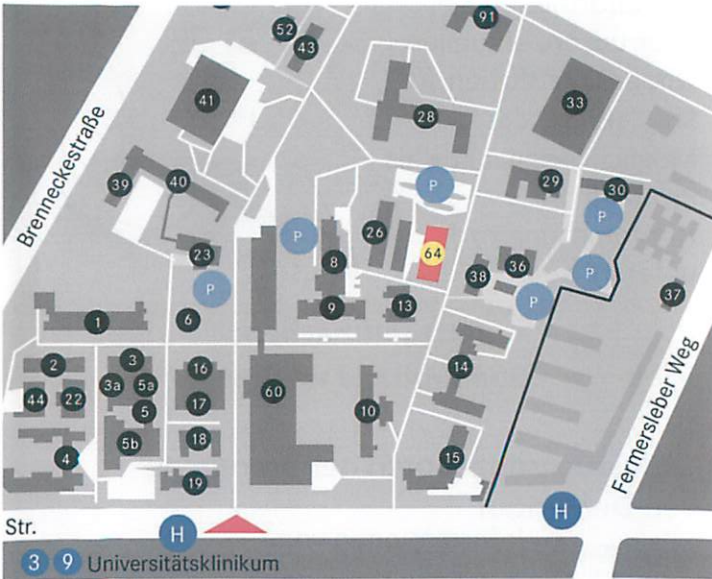 91
52
43
41
33
28
Brenneckestraße
39
40
29
30
P
P
P
26
8
64
23
38
36
P
P
P
37
6
9
13
1
2
3
16
14
3a
5a
44
22
5
17
60
10
5b
18
4
19
15
Fermersleber Weg
Str.
H
H
3 9 Universitätsklinikum